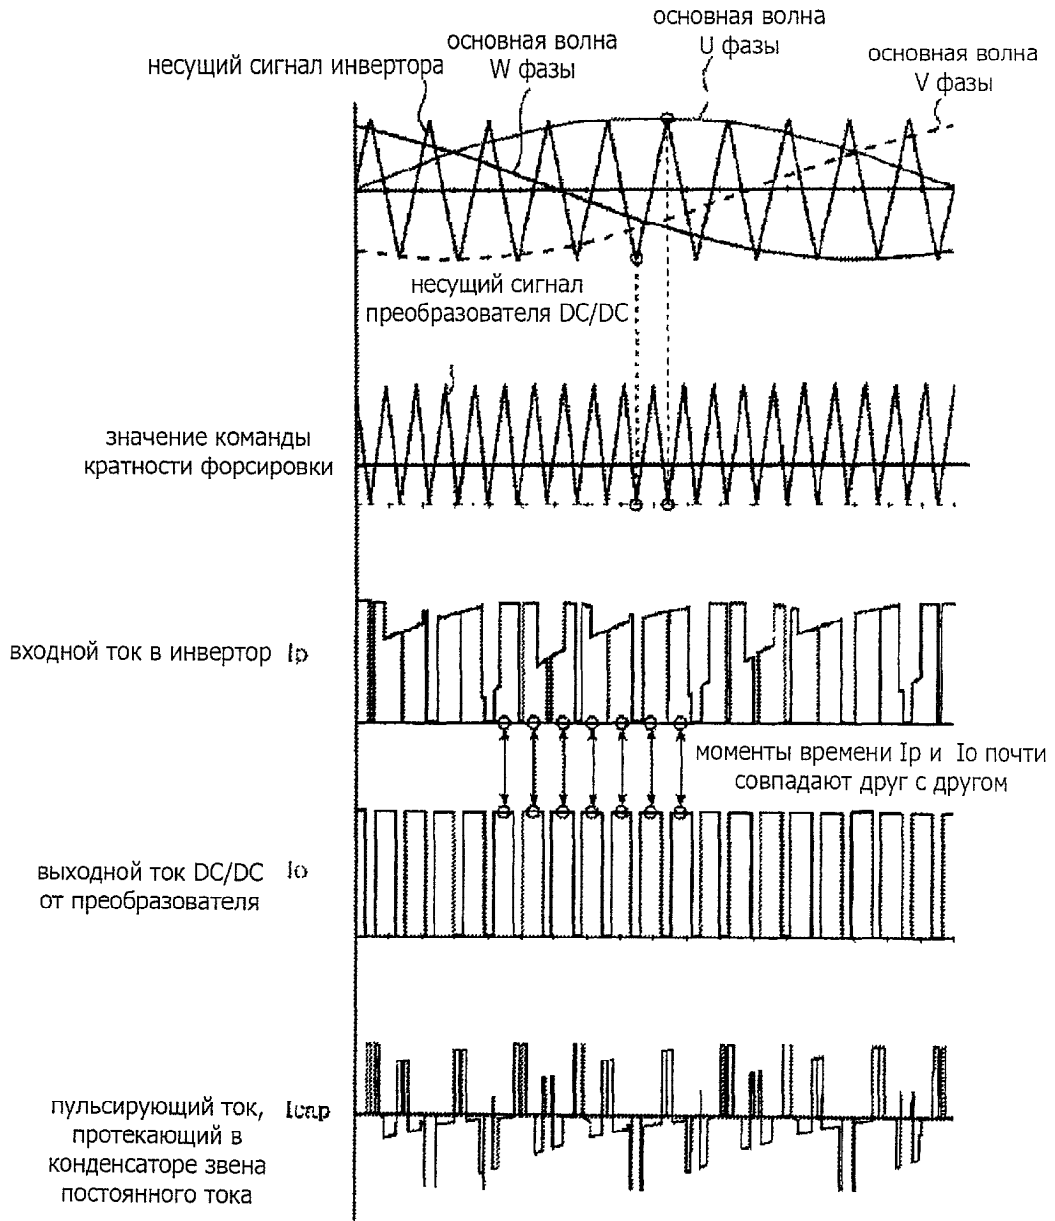 несущий сигнал инвертора
основная волна
W фазы
основная волна
U фазы
основная волна
V фазы
несущий сигнал
преобразователя DC/DC
значение команды
кратности форсировки
входной ток в инвертор Ip
моменты времени Ip и Io почти
совпадают друг с другом
выходной ток DC/DC Io
от преобразователя
пульсирующий ток, Icap
протекающий в
конденсаторе звена
постоянного тока